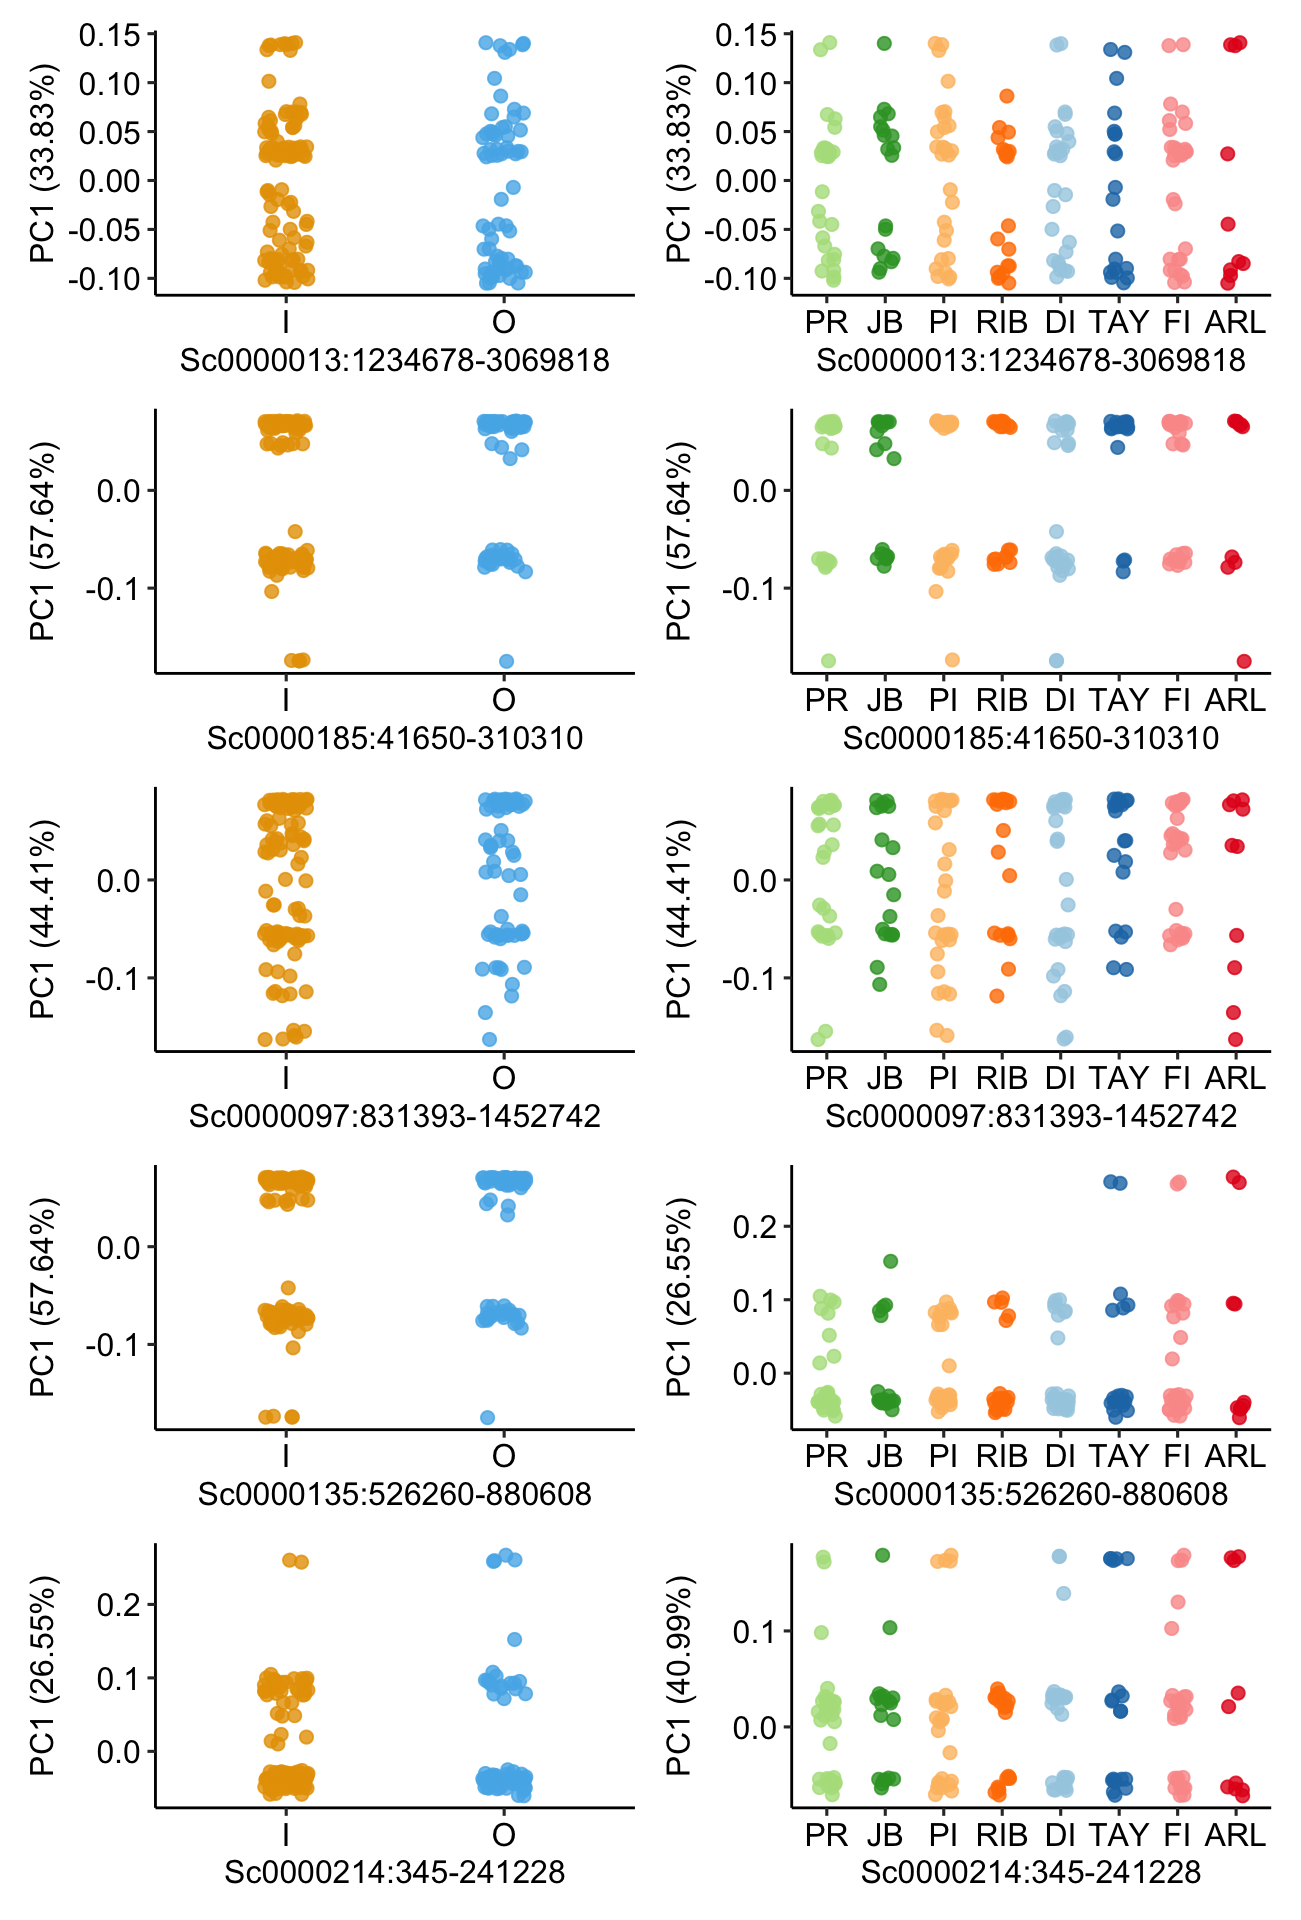 PC1 (33.83%)
0.15
0.10
0.05
0.00
-0.05
-0.10
I O
Sc0000013:1234678-3069818
PC1 (33.83%)
0.15
0.10
0.05
0.00
-0.05
-0.10
PR JB PI RIB DI TAY FI ARL
Sc0000013:1234678-3069818
PC1 (57.64%)
0.0
-0.1
I O
Sc0000185:41650-310310
PC1 (57.64%)
0.0
-0.1
PR JB PI RIB DI TAY FI ARL
Sc0000185:41650-310310
PC1 (44.41%)
0.0
-0.1
I O
Sc0000097:831393-1452742
PC1 (44.41%)
0.0
-0.1
PR JB PI RIB DI TAY FI ARL
Sc0000097:831393-1452742
PC1 (57.64%)
0.0
-0.1
I O
Sc0000135:526260-880608
PC1 (26.55%)
0.2
0.1
0.0
PR JB PI RIB DI TAY FI ARL
Sc0000135:526260-880608
PC1 (26.55%)
0.2
0.1
0.0
I O
Sc0000214:345-241228
PC1 (40.99%)
0.1
0.0
PR JB PI RIB DI TAY FI ARL
Sc0000214:345-241228